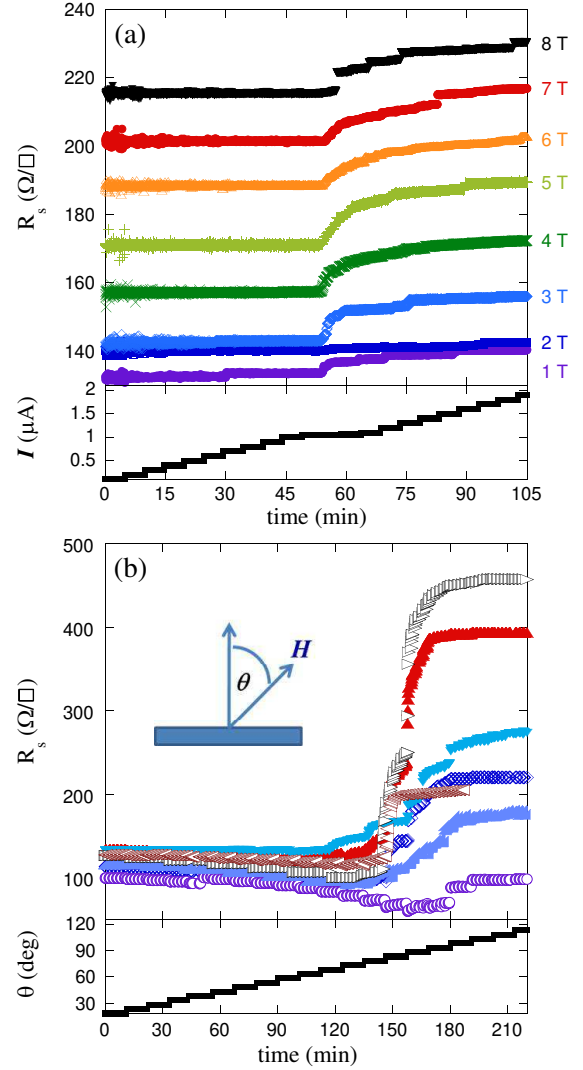 (a)
240
220
200
180
160
140
R_s (Ω/□)
8 T
7 T
6 T
5 T
4 T
3 T
2 T
1 T
2
1.5
1
0.5
I (μA)
0 15 30 45 60 75 90 105
time (min)
(b)
500
400
300
200
100
R_s (Ω/□)
H
θ
120
90
60
30
θ (deg)
0 30 60 90 120 150 180 210
time (min)